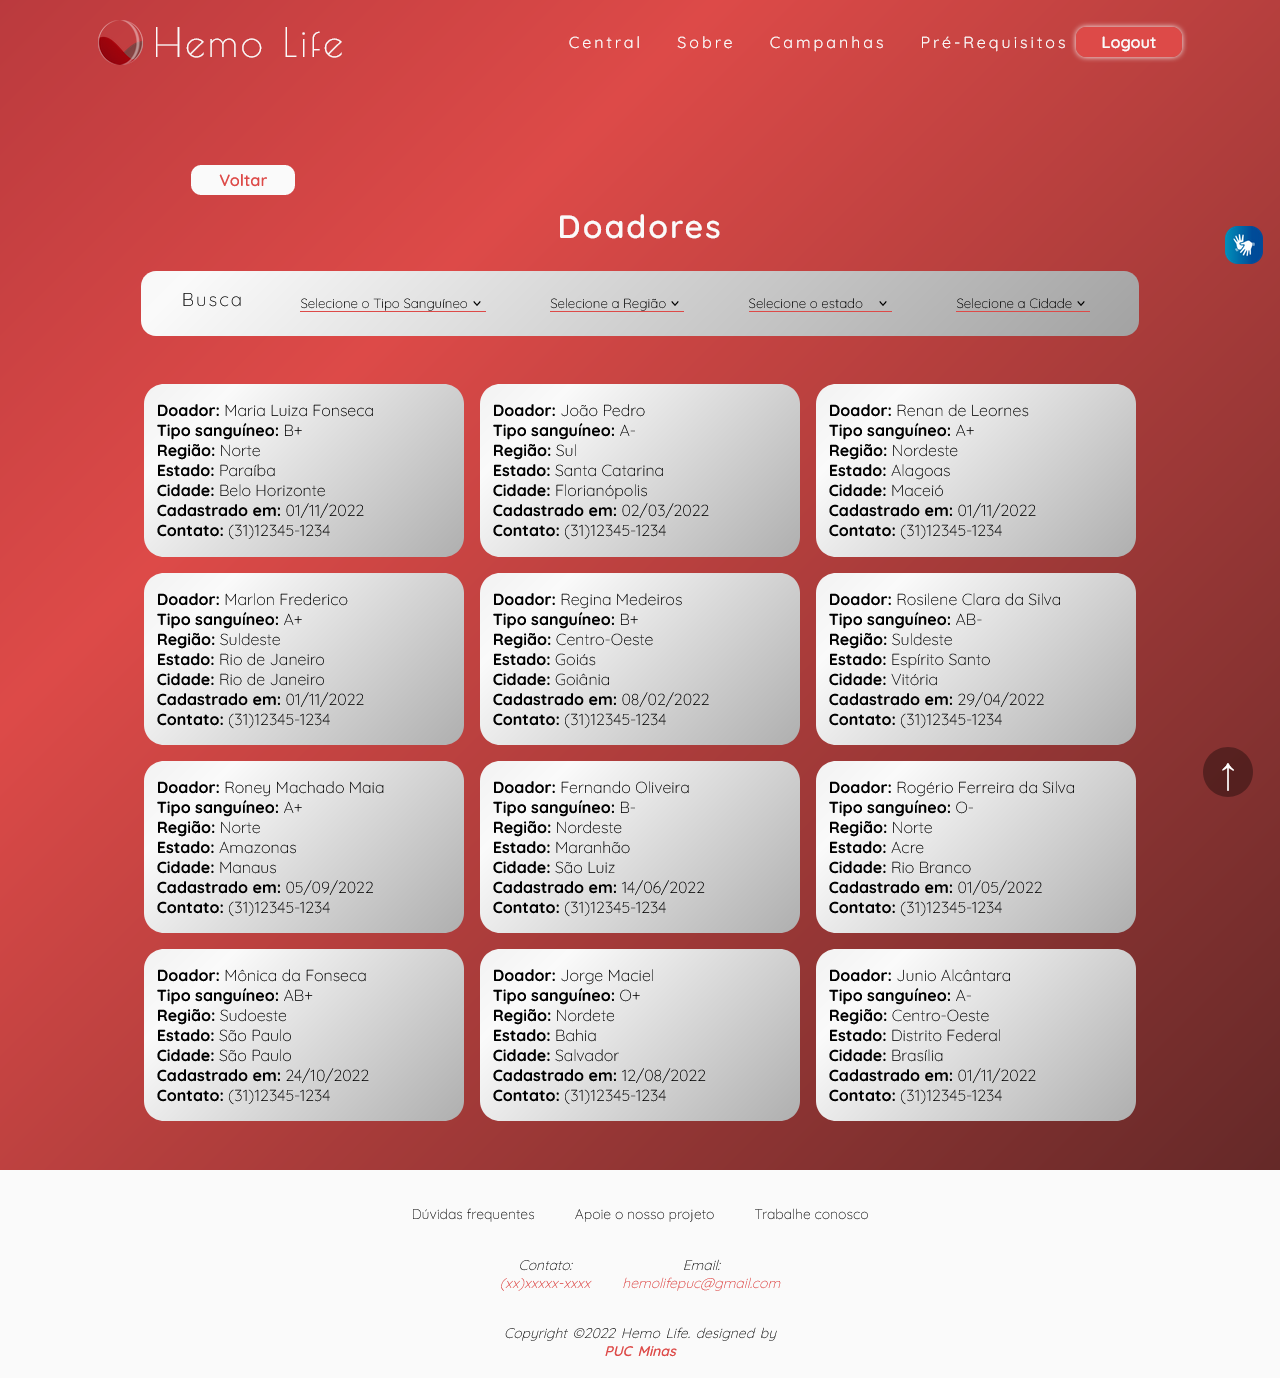 Hemo Life
Central Sobre Campanhas Pré-Requisitos Logout
Voltar
Doadores
Busca Selecione o Tipo Sanguíneo Selecione a Região Selecione o estado Selecione a Cidade
Doador: Maria Luiza Fonseca
Tipo sanguíneo: B+
Região: Norte
Estado: Paraíba
Cidade: Belo Horizonte
Cadastrado em: 01/11/2022
Contato: (31)12345-1234
Doador: João Pedro
Tipo sanguíneo: A-
Região: Sul
Estado: Santa Catarina
Cidade: Florianópolis
Cadastrado em: 02/03/2022
Contato: (31)12345-1234
Doador: Renan de Leornes
Tipo sanguíneo: A+
Região: Nordeste
Estado: Alagoas
Cidade: Maceió
Cadastrado em: 01/11/2022
Contato: (31)12345-1234
Doador: Marlon Frederico
Tipo sanguíneo: A+
Região: Suldeste
Estado: Rio de Janeiro
Cidade: Rio de Janeiro
Cadastrado em: 01/11/2022
Contato: (31)12345-1234
Doador: Regina Medeiros
Tipo sanguíneo: B+
Região: Centro-Oeste
Estado: Goiás
Cidade: Goiânia
Cadastrado em: 08/02/2022
Contato: (31)12345-1234
Doador: Rosilene Clara da Silva
Tipo sanguíneo: AB-
Região: Suldeste
Estado: Espírito Santo
Cidade: Vitória
Cadastrado em: 29/04/2022
Contato: (31)12345-1234
Doador: Roney Machado Maia
Tipo sanguíneo: A+
Região: Norte
Estado: Amazonas
Cidade: Manaus
Cadastrado em: 05/09/2022
Contato: (31)12345-1234
Doador: Fernando Oliveira
Tipo sanguíneo: B-
Região: Nordeste
Estado: Maranhão
Cidade: São Luiz
Cadastrado em: 14/06/2022
Contato: (31)12345-1234
Doador: Rogério Ferreira da Silva
Tipo sanguíneo: O-
Região: Norte
Estado: Acre
Cidade: Rio Branco
Cadastrado em: 01/05/2022
Contato: (31)12345-1234
Doador: Mônica da Fonseca
Tipo sanguíneo: AB+
Região: Sudoeste
Estado: São Paulo
Cidade: São Paulo
Cadastrado em: 24/10/2022
Contato: (31)12345-1234
Doador: Jorge Maciel
Tipo sanguíneo: O+
Região: Nordete
Estado: Bahia
Cidade: Salvador
Cadastrado em: 12/08/2022
Contato: (31)12345-1234
Doador: Junio Alcântara
Tipo sanguíneo: A-
Região: Centro-Oeste
Estado: Distrito Federal
Cidade: Brasília
Cadastrado em: 01/11/2022
Contato: (31)12345-1234
↑
Dúvidas frequentes Apoie o nosso projeto Trabalhe conosco
Contato:
(xx)xxxxx-xxxx
Email:
hemolifepuc@gmail.com
Copyright ©2022 Hemo Life. designed by
PUC Minas